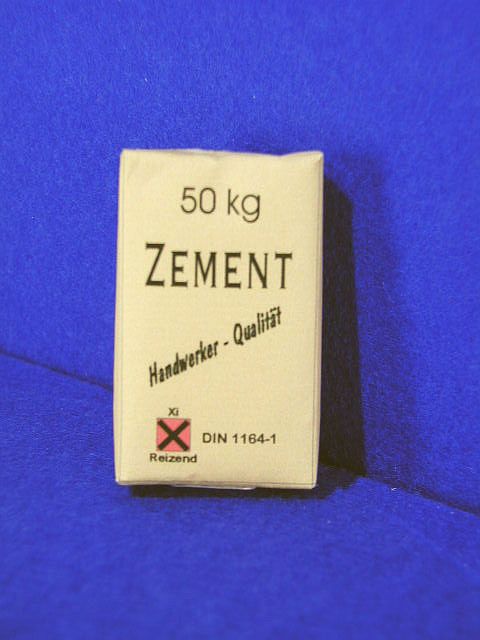 50 kg
ZEMENT
Handwerker - Qualität
Xi
DIN 1164-1
Reizend